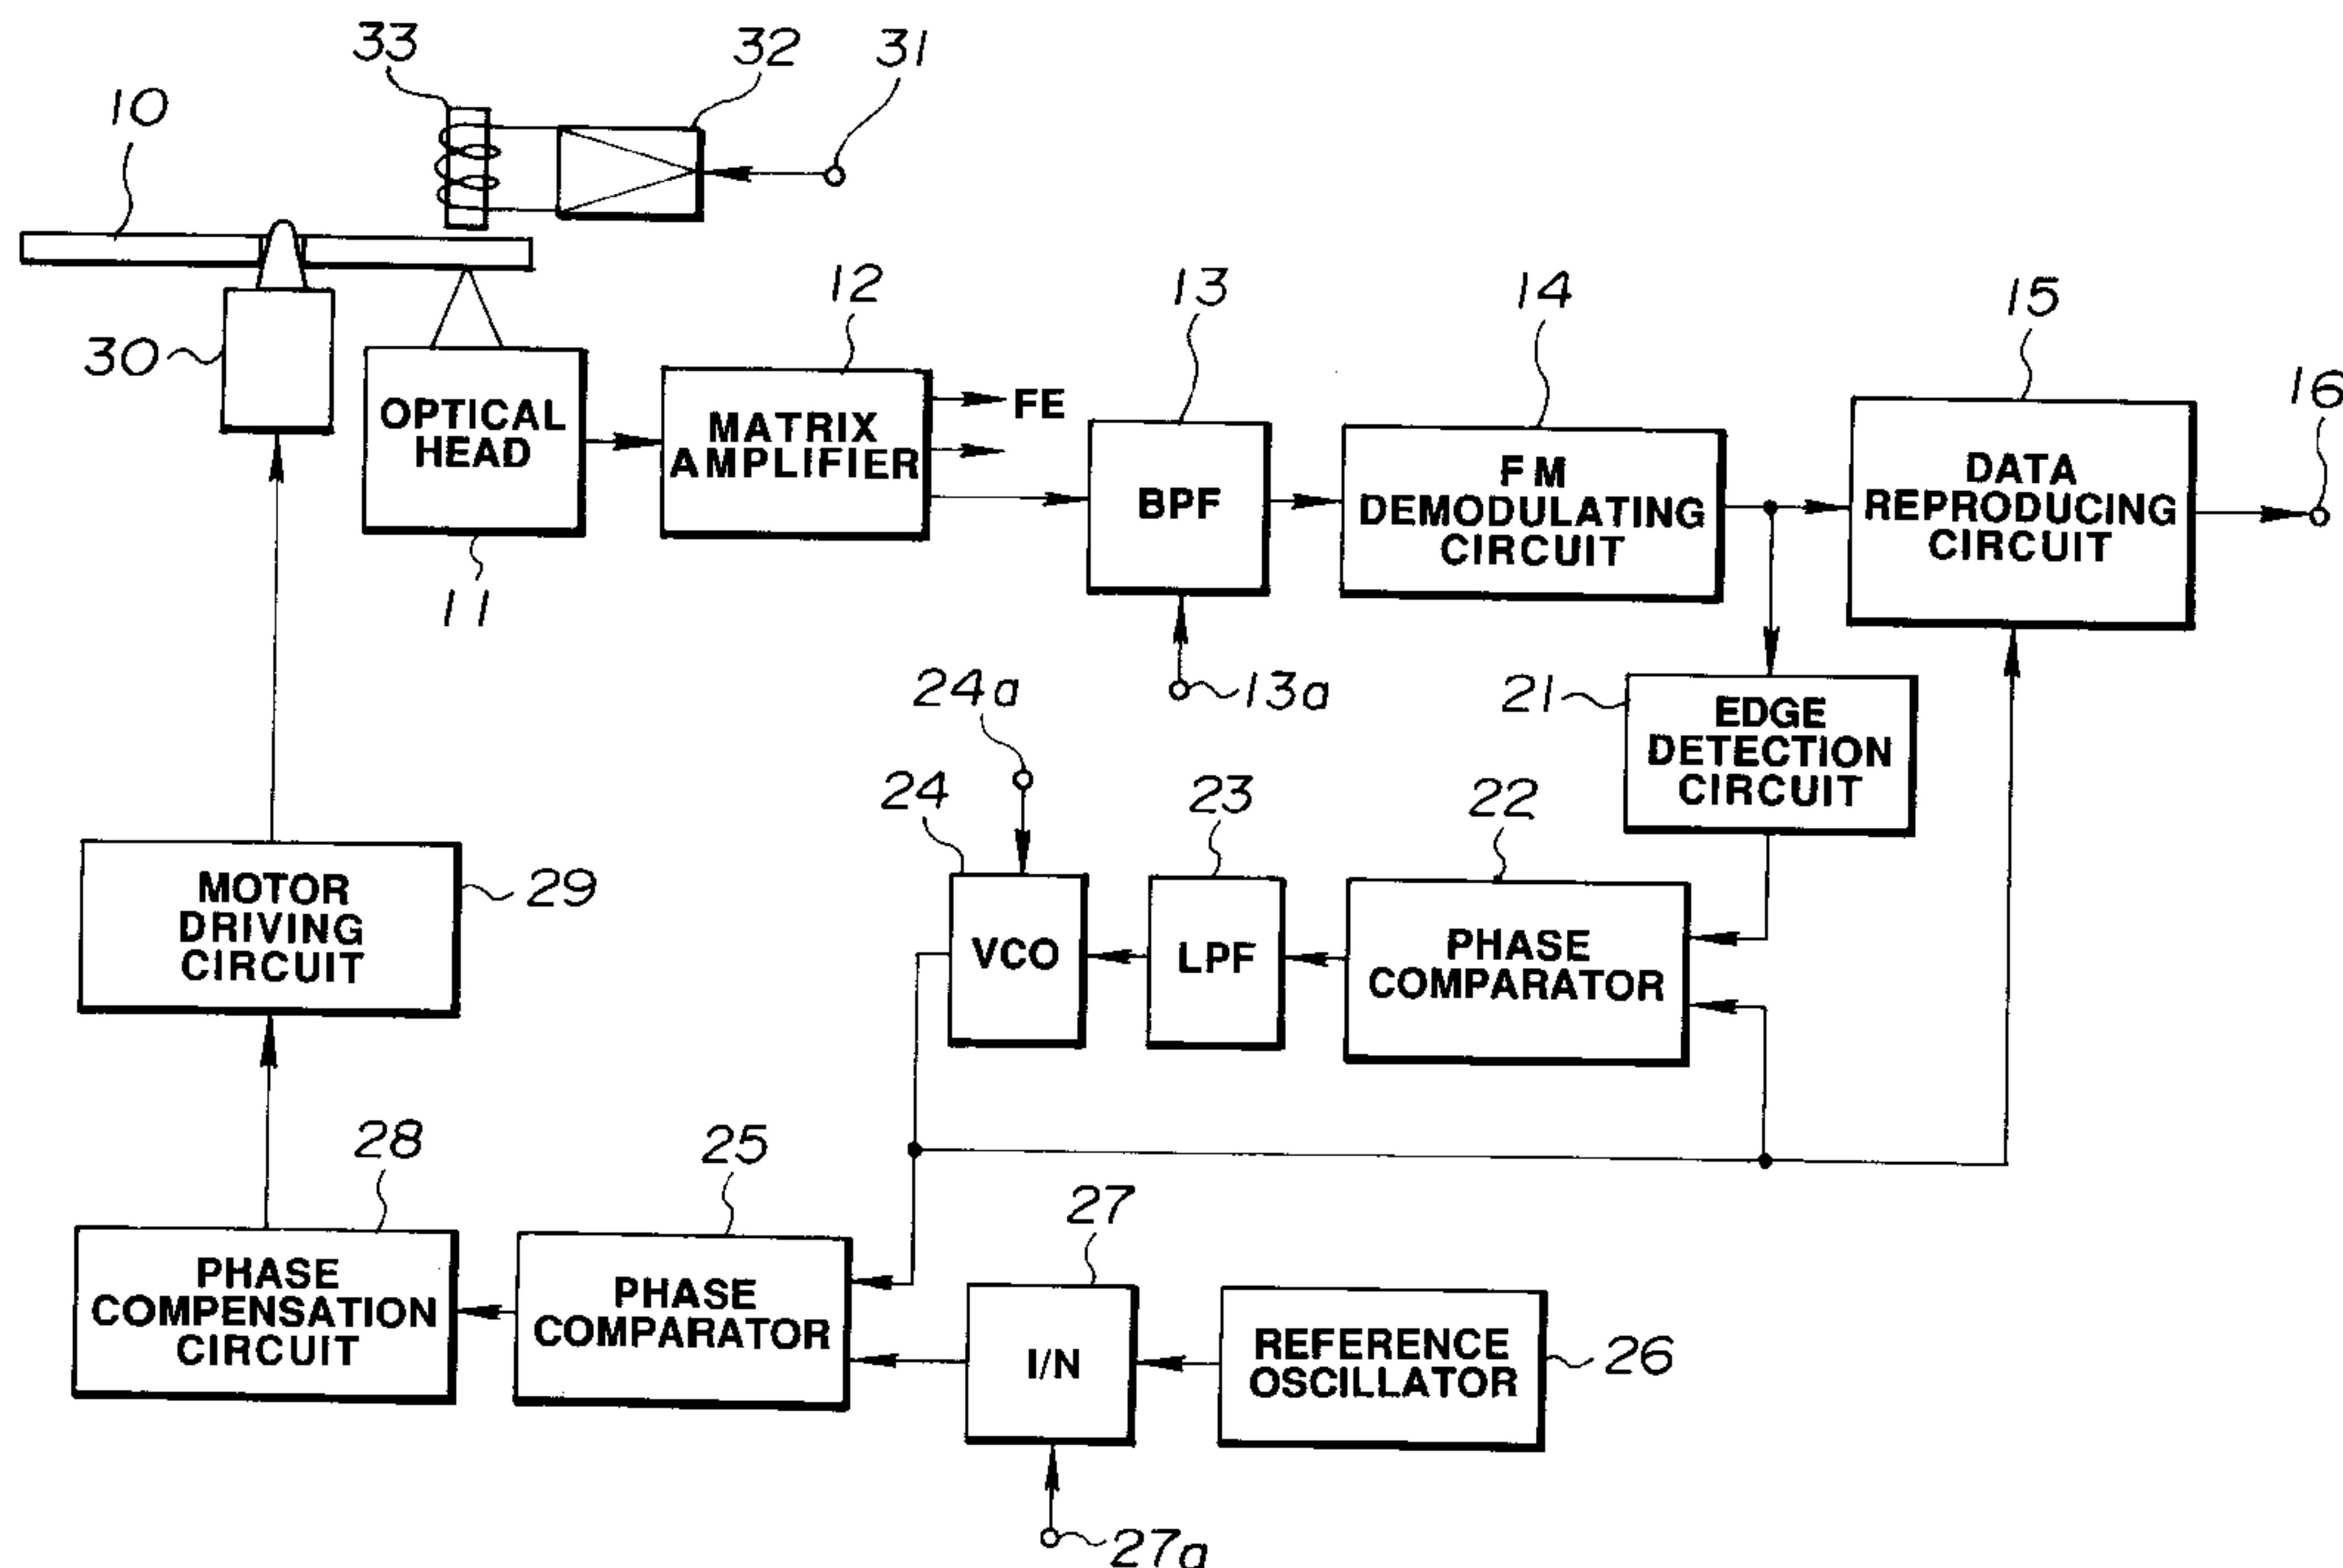 33
32
31
10
12
13
14
15
16
30
OPTICAL
HEAD
MATRIX
AMPLIFIER
FE
BPF
FM
DEMODULATING
CIRCUIT
DATA
REPRODUCING
CIRCUIT
11
24a
13a
21
EDGE
DETECTION
CIRCUIT
24
23
22
MOTOR
DRIVING
CIRCUIT
29
VCO
LPF
PHASE
COMPARATOR
28
25
27
PHASE
COMPENSATION
CIRCUIT
PHASE
COMPARATOR
I/N
REFERENCE
OSCILLATOR
26
27a